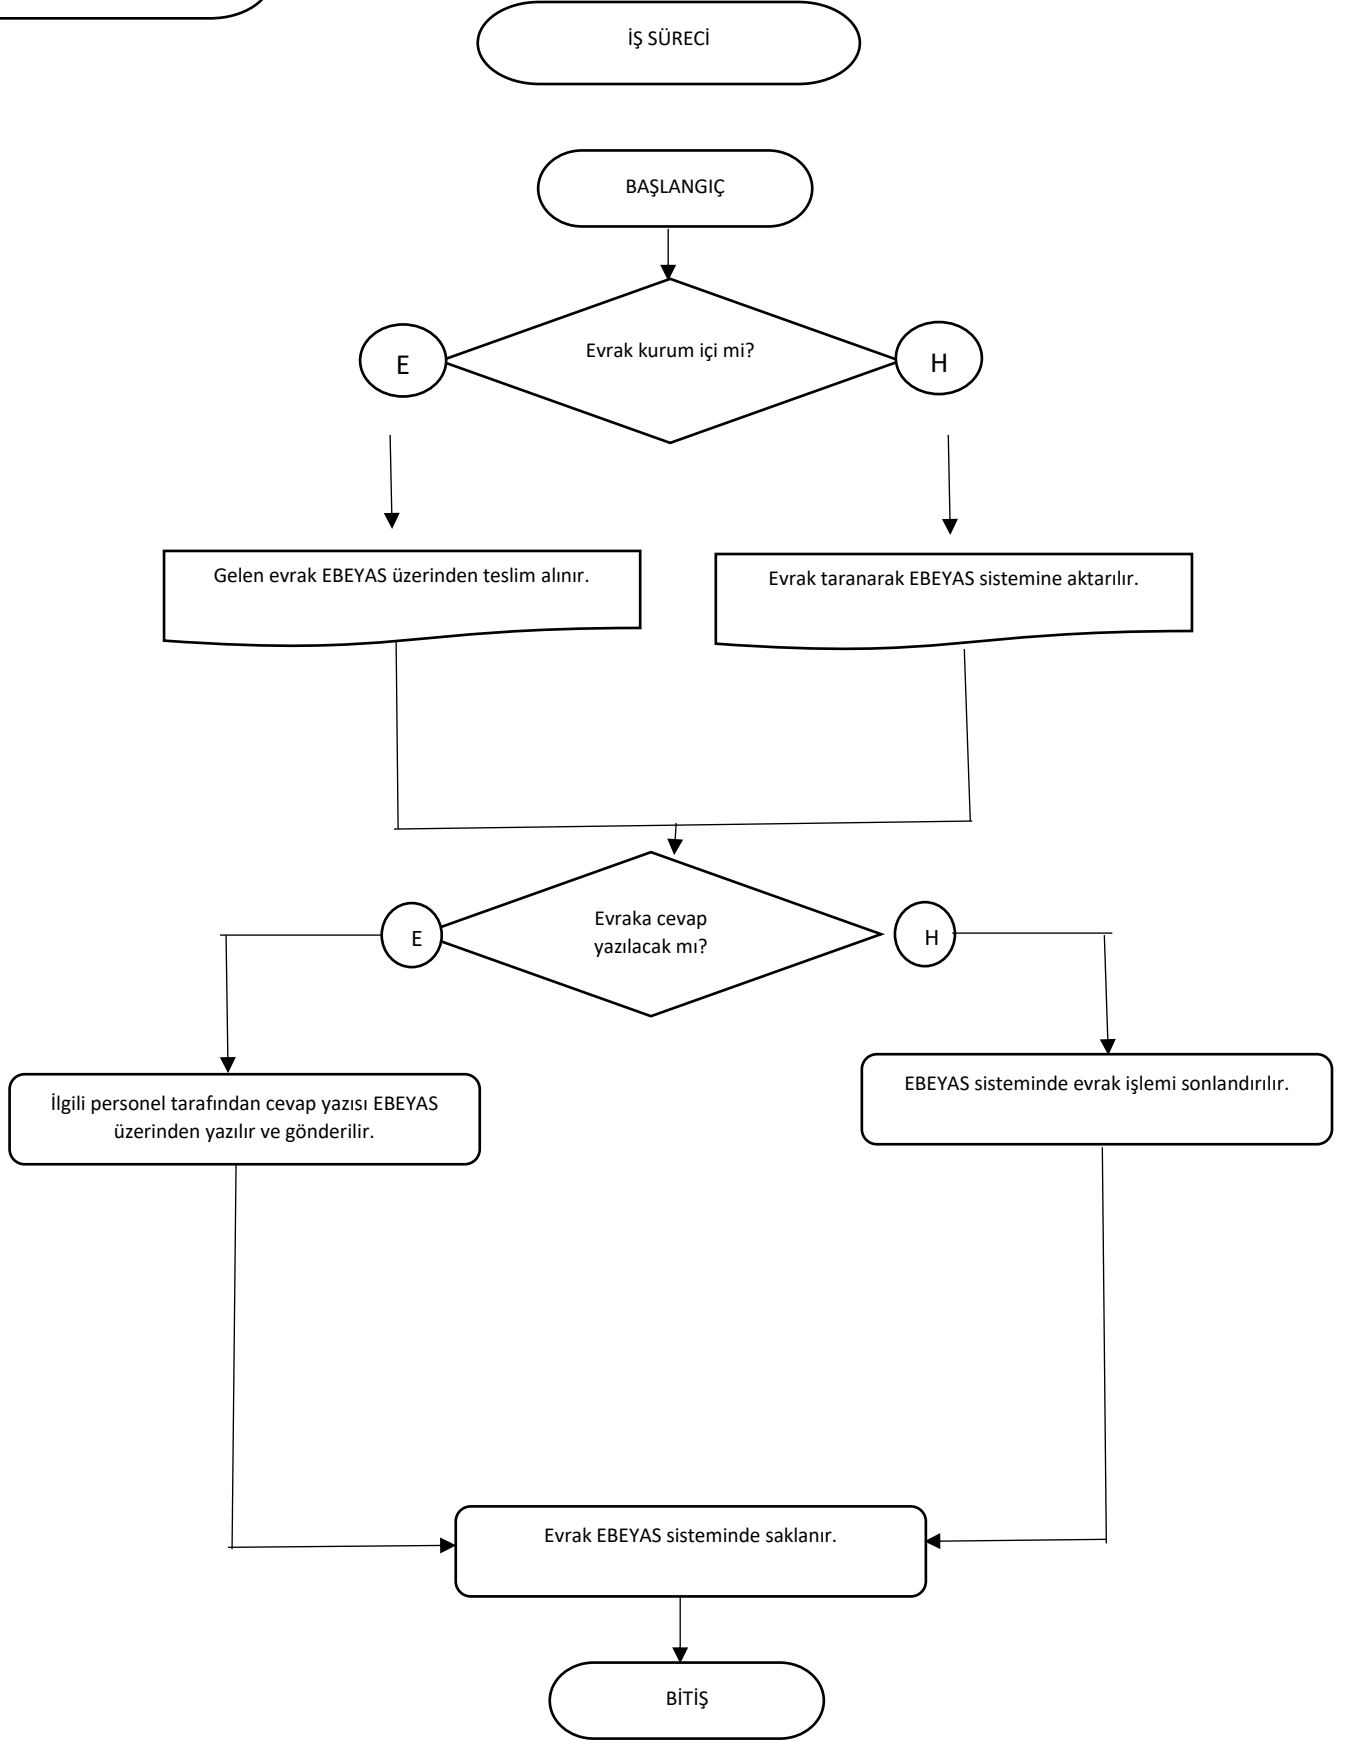 İŞ SÜRECİ
BAŞLANGIÇ
Evrak kurum içi mi?
E
H
Gelen evrak EBEYAS üzerinden teslim alınır.
Evrak taranarak EBEYAS sistemine aktarılır.
Evraka cevap
yazılacak mı?
E
H
İlgili personel tarafından cevap yazısı EBEYAS
üzerinden yazılır ve gönderilir.
EBEYAS sisteminde evrak işlemi sonlandırılır.
Evrak EBEYAS sisteminde saklanır.
BİTİŞ